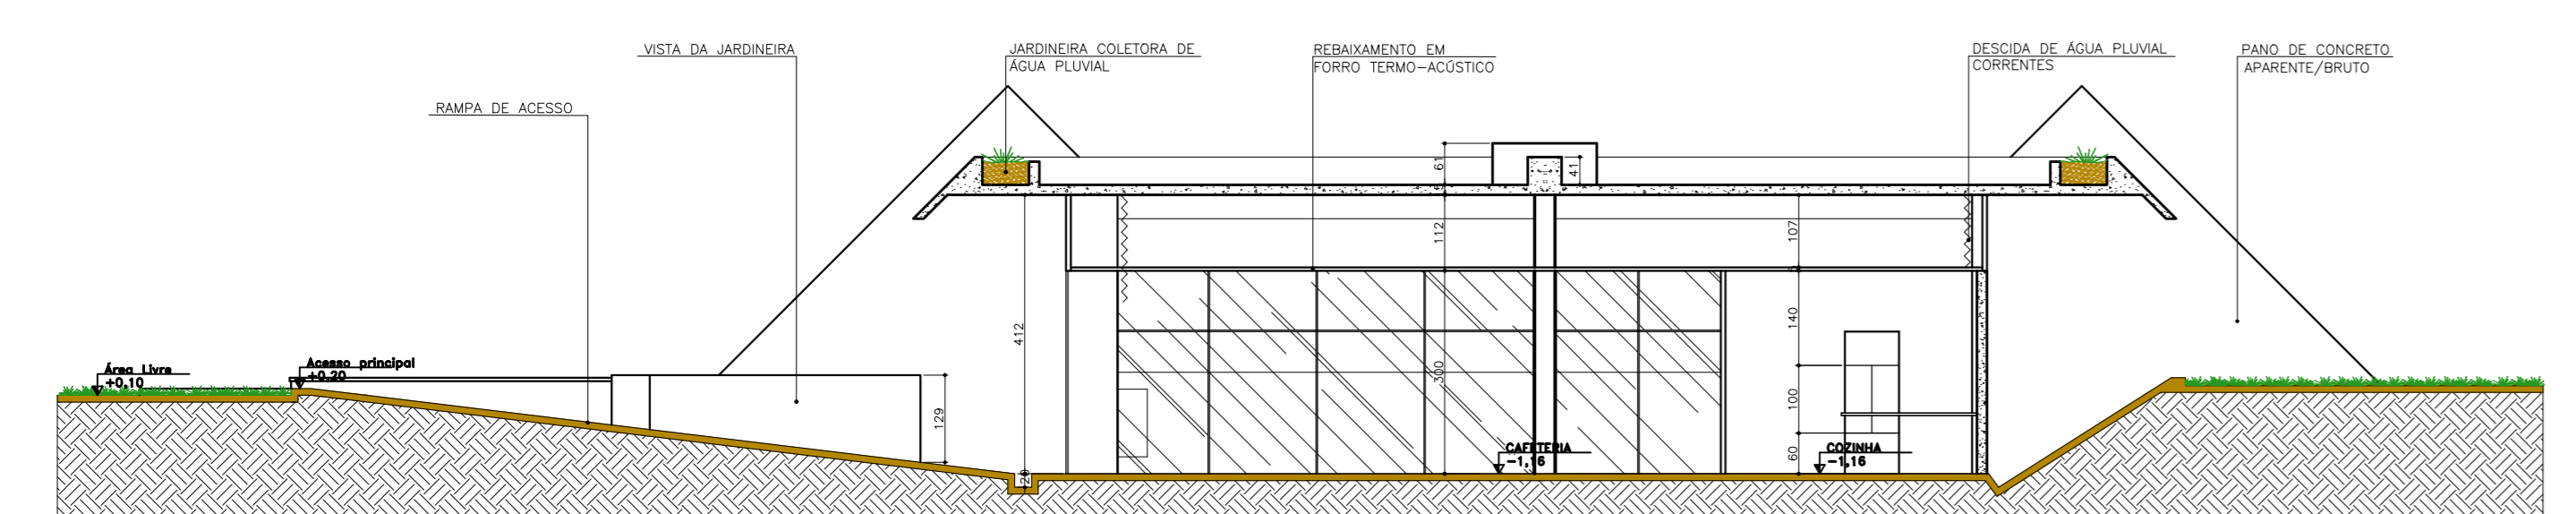 VISTA DA JARDINEIRA
JARDINEIRA COLETORA DE
ÁGUA PLUVIAL
REBAIXAMENTO EM
FORRO TERMO-ACÚSTICO
DESCIDA DE ÁGUA PLUVIAL
CORRENTES
PANO DE CONCRETO
APARENTE/BRUTO
RAMPA DE ACESSO
61
41
112
107
412
140
300
100
129
60
Área Livre
+0,10
Acesso principal
+0,20
CAFETERIA
-1,16
COZINHA
-1,16